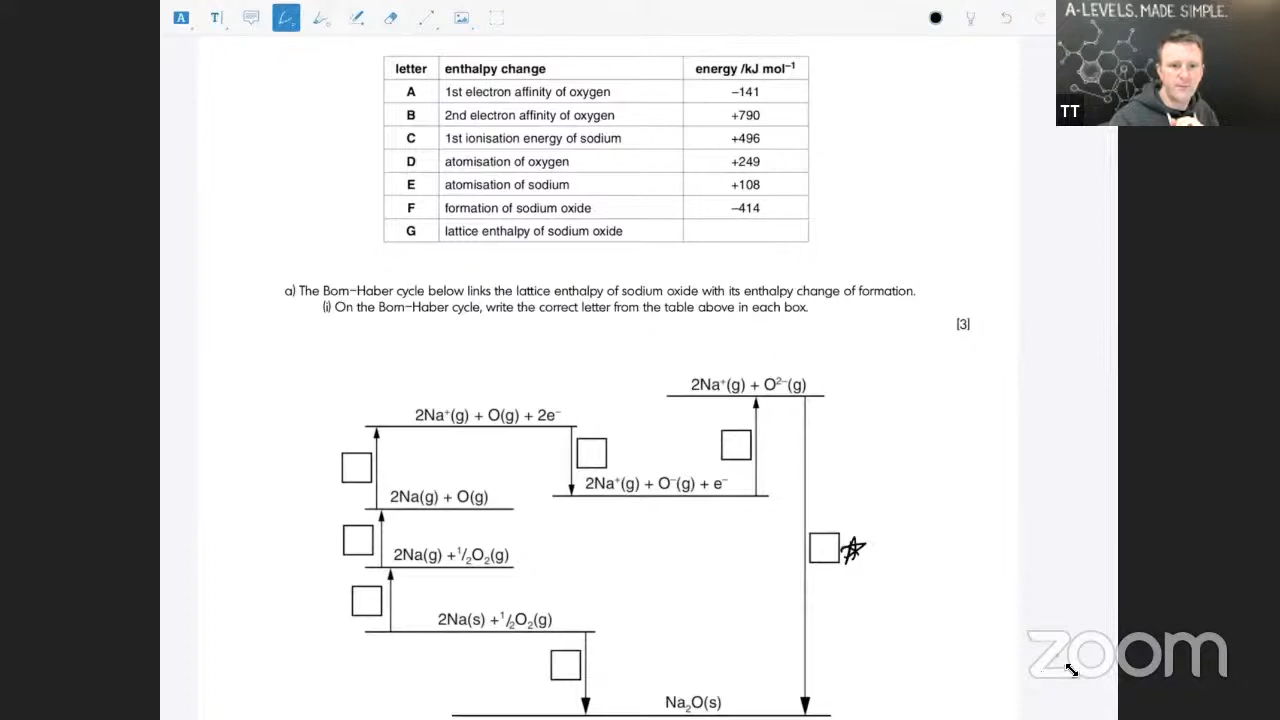 A-LEVELS. MADE SIMPLE.
TT
letter enthalpy change energy /kJ mol⁻¹
A 1st electron affinity of oxygen –141
B 2nd electron affinity of oxygen +790
C 1st ionisation energy of sodium +496
D atomisation of oxygen +249
E atomisation of sodium +108
F formation of sodium oxide –414
G lattice enthalpy of sodium oxide
a) The Born–Haber cycle below links the lattice enthalpy of sodium oxide with its enthalpy change of formation.
(i) On the Born–Haber cycle, write the correct letter from the table above in each box.
[3]
2Na⁺(g) + O²⁻(g)
2Na⁺(g) + O(g) + 2e⁻
2Na⁺(g) + O⁻(g) + e⁻
2Na(g) + O(g)
2Na(g) + ¹/₂O₂(g)
2Na(s) + ¹/₂O₂(g)
Na₂O(s)
zoom